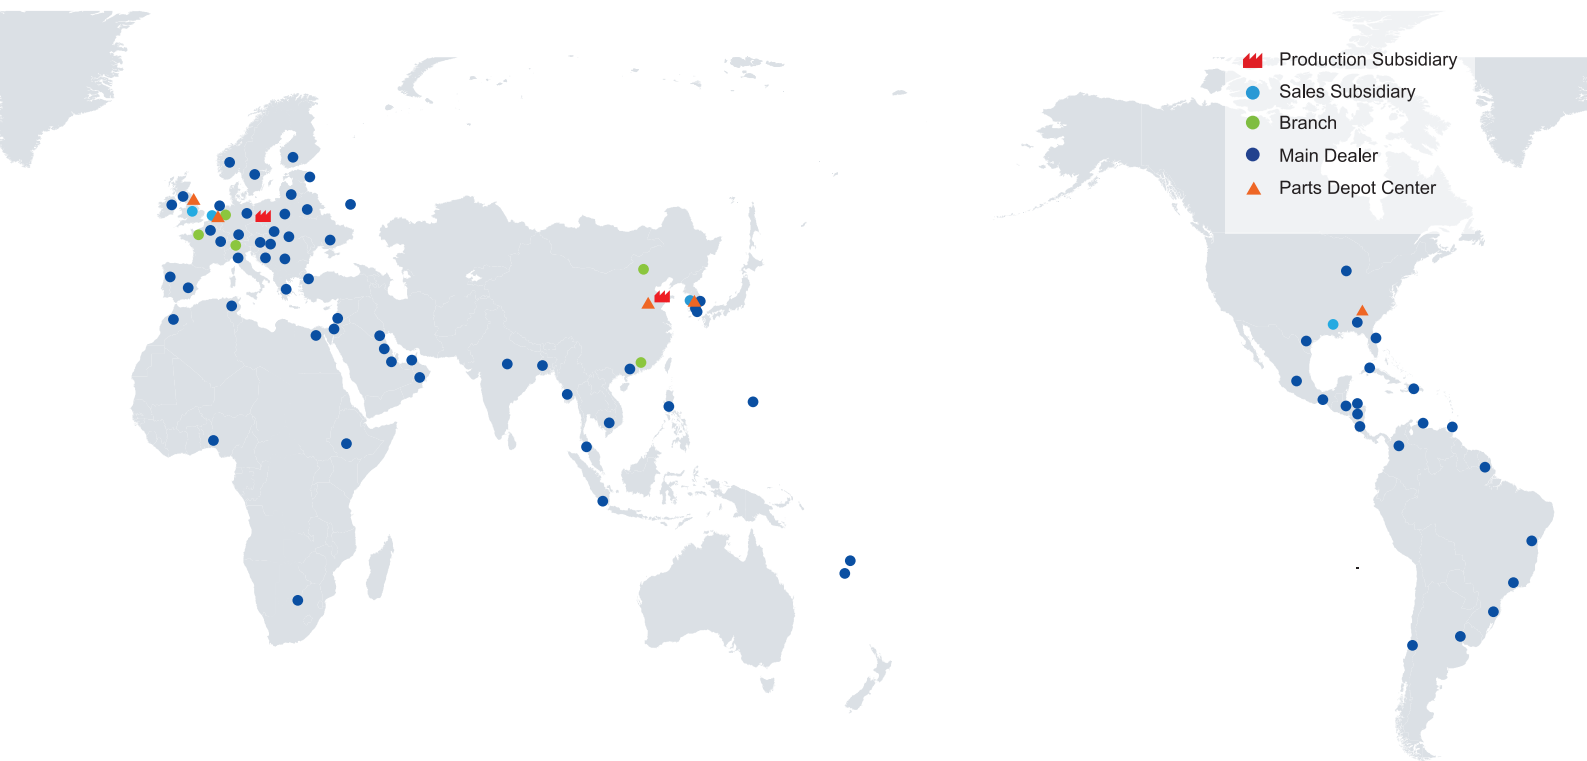 Production Subsidiary
Sales Subsidiary
Branch
Main Dealer
Parts Depot Center